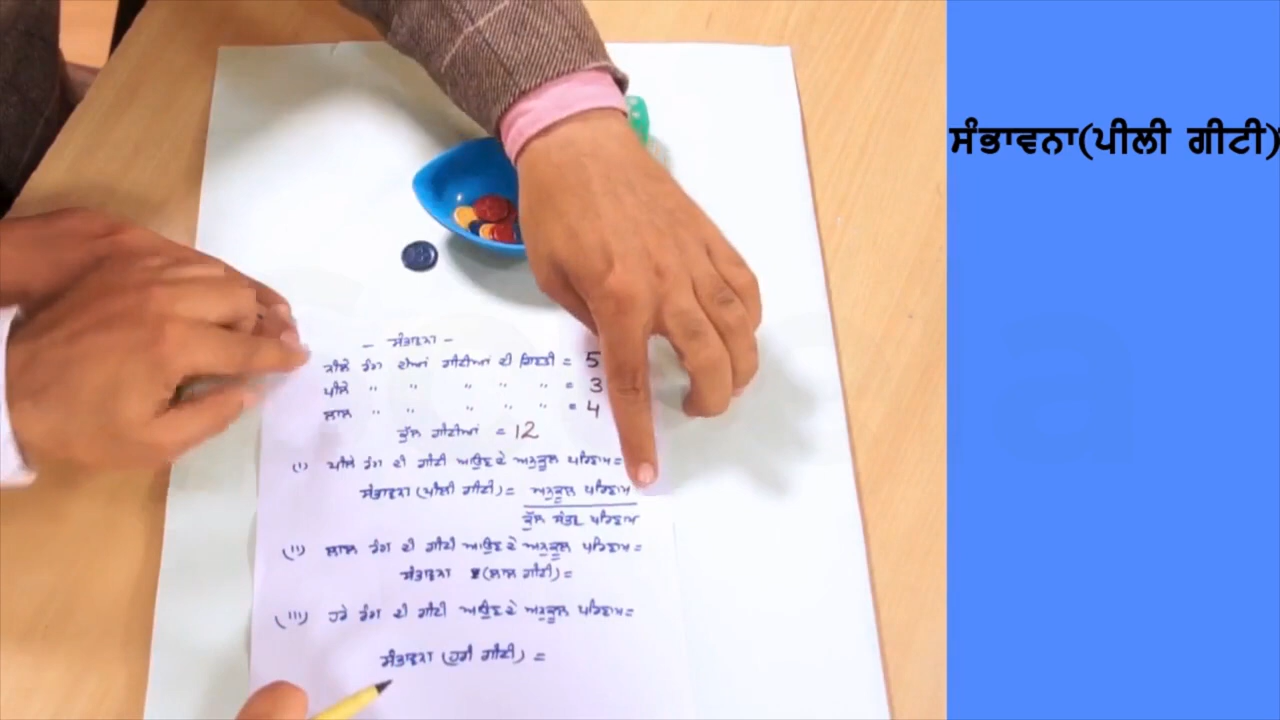 ਸੰਭਾਵਨਾ(ਪੀਲੀ ਗੀਟੀ)
- ਸੰਭਾਵਨਾ -
ਨੀਲੇ ਰੰਗ ਦੀਆਂ ਗੀਟੀਆਂ ਦੀ ਗਿਣਤੀ = 5
ਪੀਲੇ " " " " " = 3
ਲਾਲ " " " " " = 4
ਕੁੱਲ ਗੀਟੀਆਂ = 12
(i) ਪੀਲੇ ਰੰਗ ਦੀ ਗੀਟੀ ਆਉਣ ਦੇ ਅਨੁਕੂਲ ਪਰਿਣਾਮ =
ਸੰਭਾਵਨਾ (ਪੀਲੀ ਗੀਟੀ) = ਅਨੁਕੂਲ ਪਰਿਣਾਮ
ਕੁੱਲ ਸੰਭਵ ਪਰਿਣਾਮ
(ii) ਲਾਲ ਰੰਗ ਦੀ ਗੀਟੀ ਆਉਣ ਦੇ ਅਨੁਕੂਲ ਪਰਿਣਾਮ =
ਸੰਭਾਵਨਾ (ਲਾਲ ਗੀਟੀ) =
(iii) ਹਰੇ ਰੰਗ ਦੀ ਗੀਟੀ ਆਉਣ ਦੇ ਅਨੁਕੂਲ ਪਰਿਣਾਮ =
ਸੰਭਾਵਨਾ (ਹਰੀ ਗੀਟੀ) =